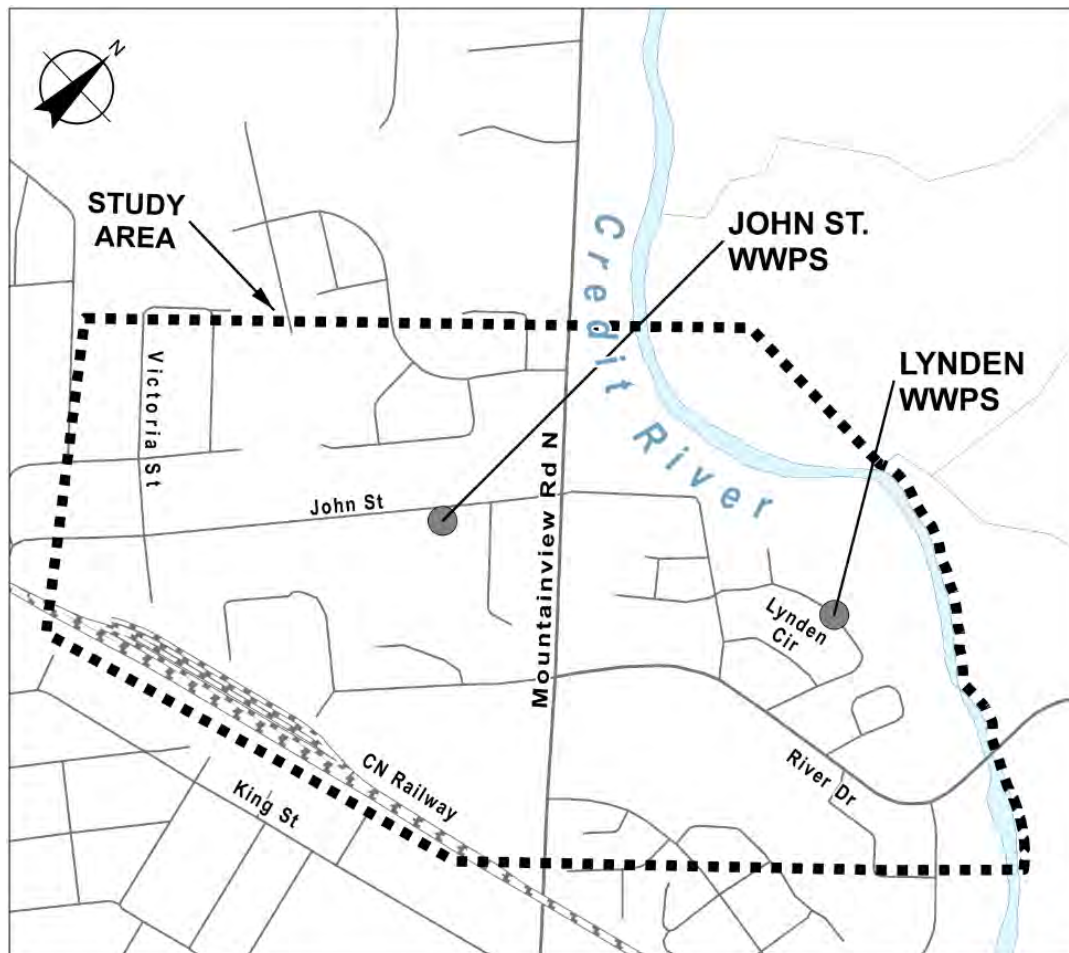 N
STUDY
AREA
JOHN ST.
WWPS
Credit River
LYNDEN
WWPS
Victoria St
Mountainview Rd N
John St
Lynden
Cir
River Dr
CN Railway
King St